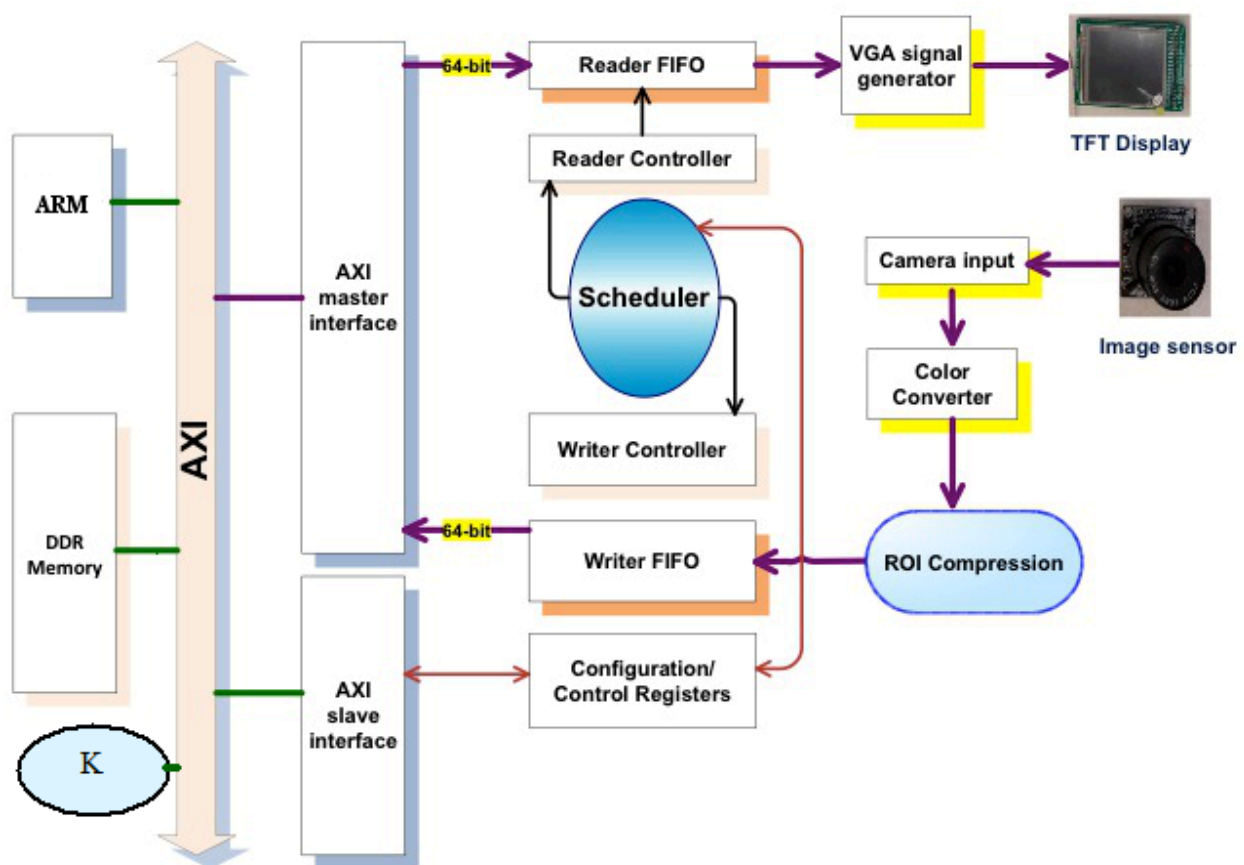 64-bit
Reader FIFO
VGA signal
generator
TFT Display
Reader Controller
ARM
AXI
master
interface
Scheduler
Camera input
Image sensor
Color
Converter
AXI
Writer Controller
DDR
Memory
64-bit
Writer FIFO
ROI Compression
Configuration/
Control Registers
AXI
slave
interface
K